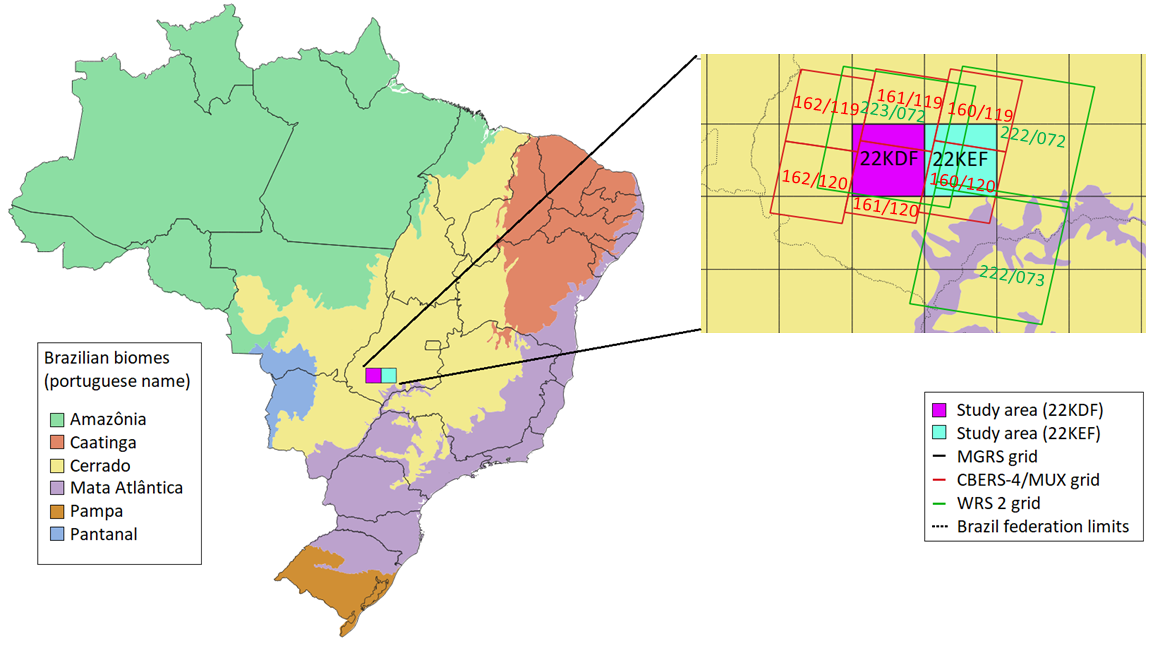 162/119
161/119
160/119
223/072
222/072
22KDF
22KEF
162/120
160/120
161/120
222/073
Brazilian biomes
(portuguese name)
Amazônia
Caatinga
Cerrado
Mata Atlântica
Pampa
Pantanal
Study area (22KDF)
Study area (22KEF)
MGRS grid
CBERS-4/MUX grid
WRS 2 grid
Brazil federation limits